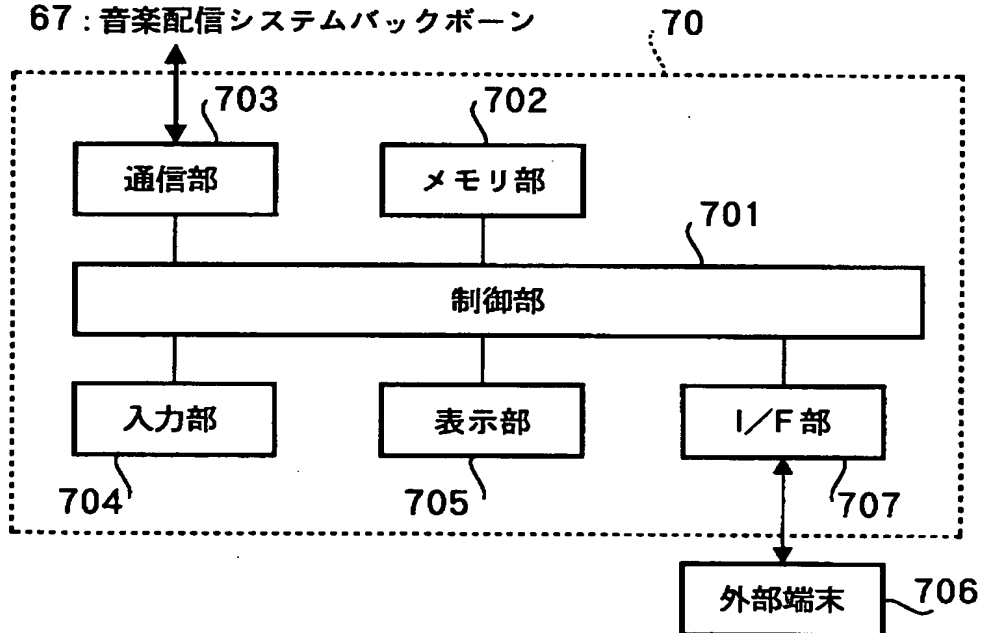 67:音楽配信システムバックボーン
70
703
702
通信部
メモリ部
701
制御部
入力部
表示部
I/F部
704
705
707
外部端末
706